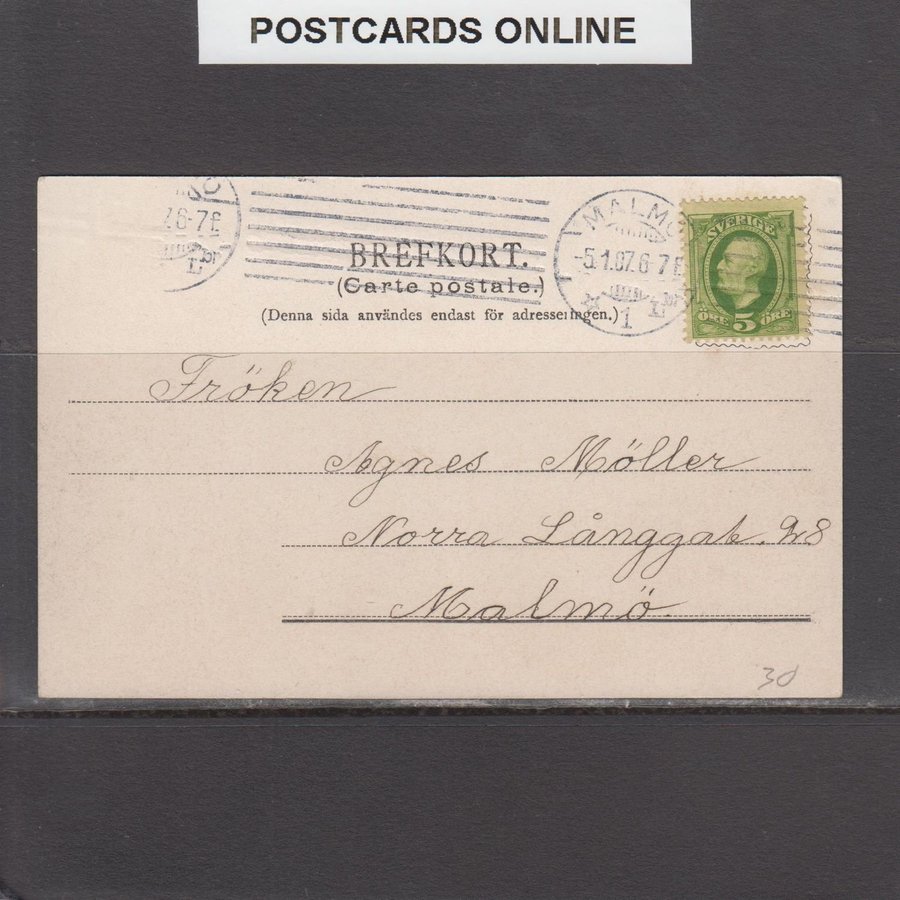 POSTCARDS ONLINE
MALMÖ
-5.1.07.6-7E
1
BREFKORT.
(Carte postale.)
(Denna sida användes endast för adresseringen.)
SVERIGE
ÖRE 5 ÖRE
Fröken
Agnes Möller
Norra Långgat. 28
Malmö
30